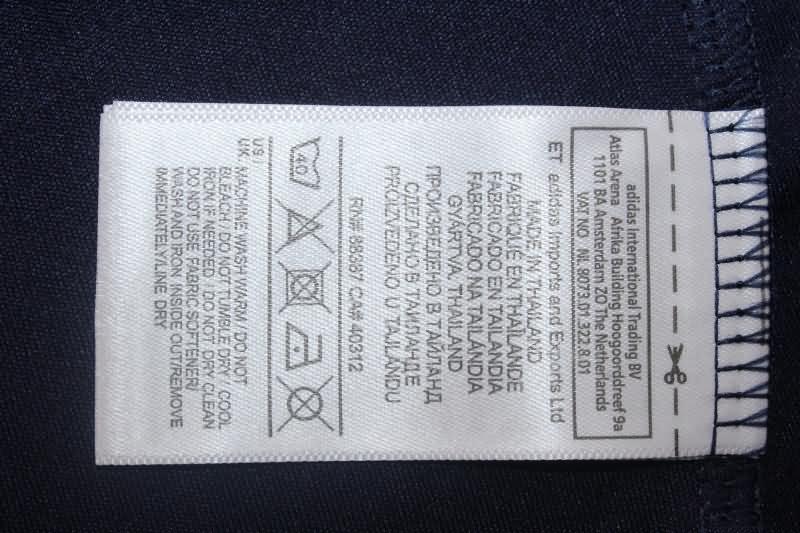 adidas International Trading BV
Atlas Arena Afrika Building Hoogoorddreef 9a
1101 BA Amsterdam ZO The Netherlands
VAT NO. NL 8073.01.322.B.01
ET adidas Imports and Exports Ltd
MADE IN THAILAND
FABRIQUÉ EN THAILANDE
FABRICADO EN TAILANDIA
FABRICADO NA TAILANDIA
GYÁRTVA, THAILAND
ПРОИЗВЕДЕНО В ТАЙЛАНД
СДЕЛАНО В ТАИЛАНДЕ
PROIZVEDENO U TAJLANDU
RN# 88387 CA# 40312
40
US /
UK MACHINE WASH WARM / DO NOT
BLEACH / DO NOT TUMBLE DRY / COOL
IRON IF NEEDED / DO NOT DRY CLEAN
DO NOT USE FABRIC SOFTENER/
WASH AND IRON INSIDE OUT/REMOVE
IMMEDIATELY/LINE DRY